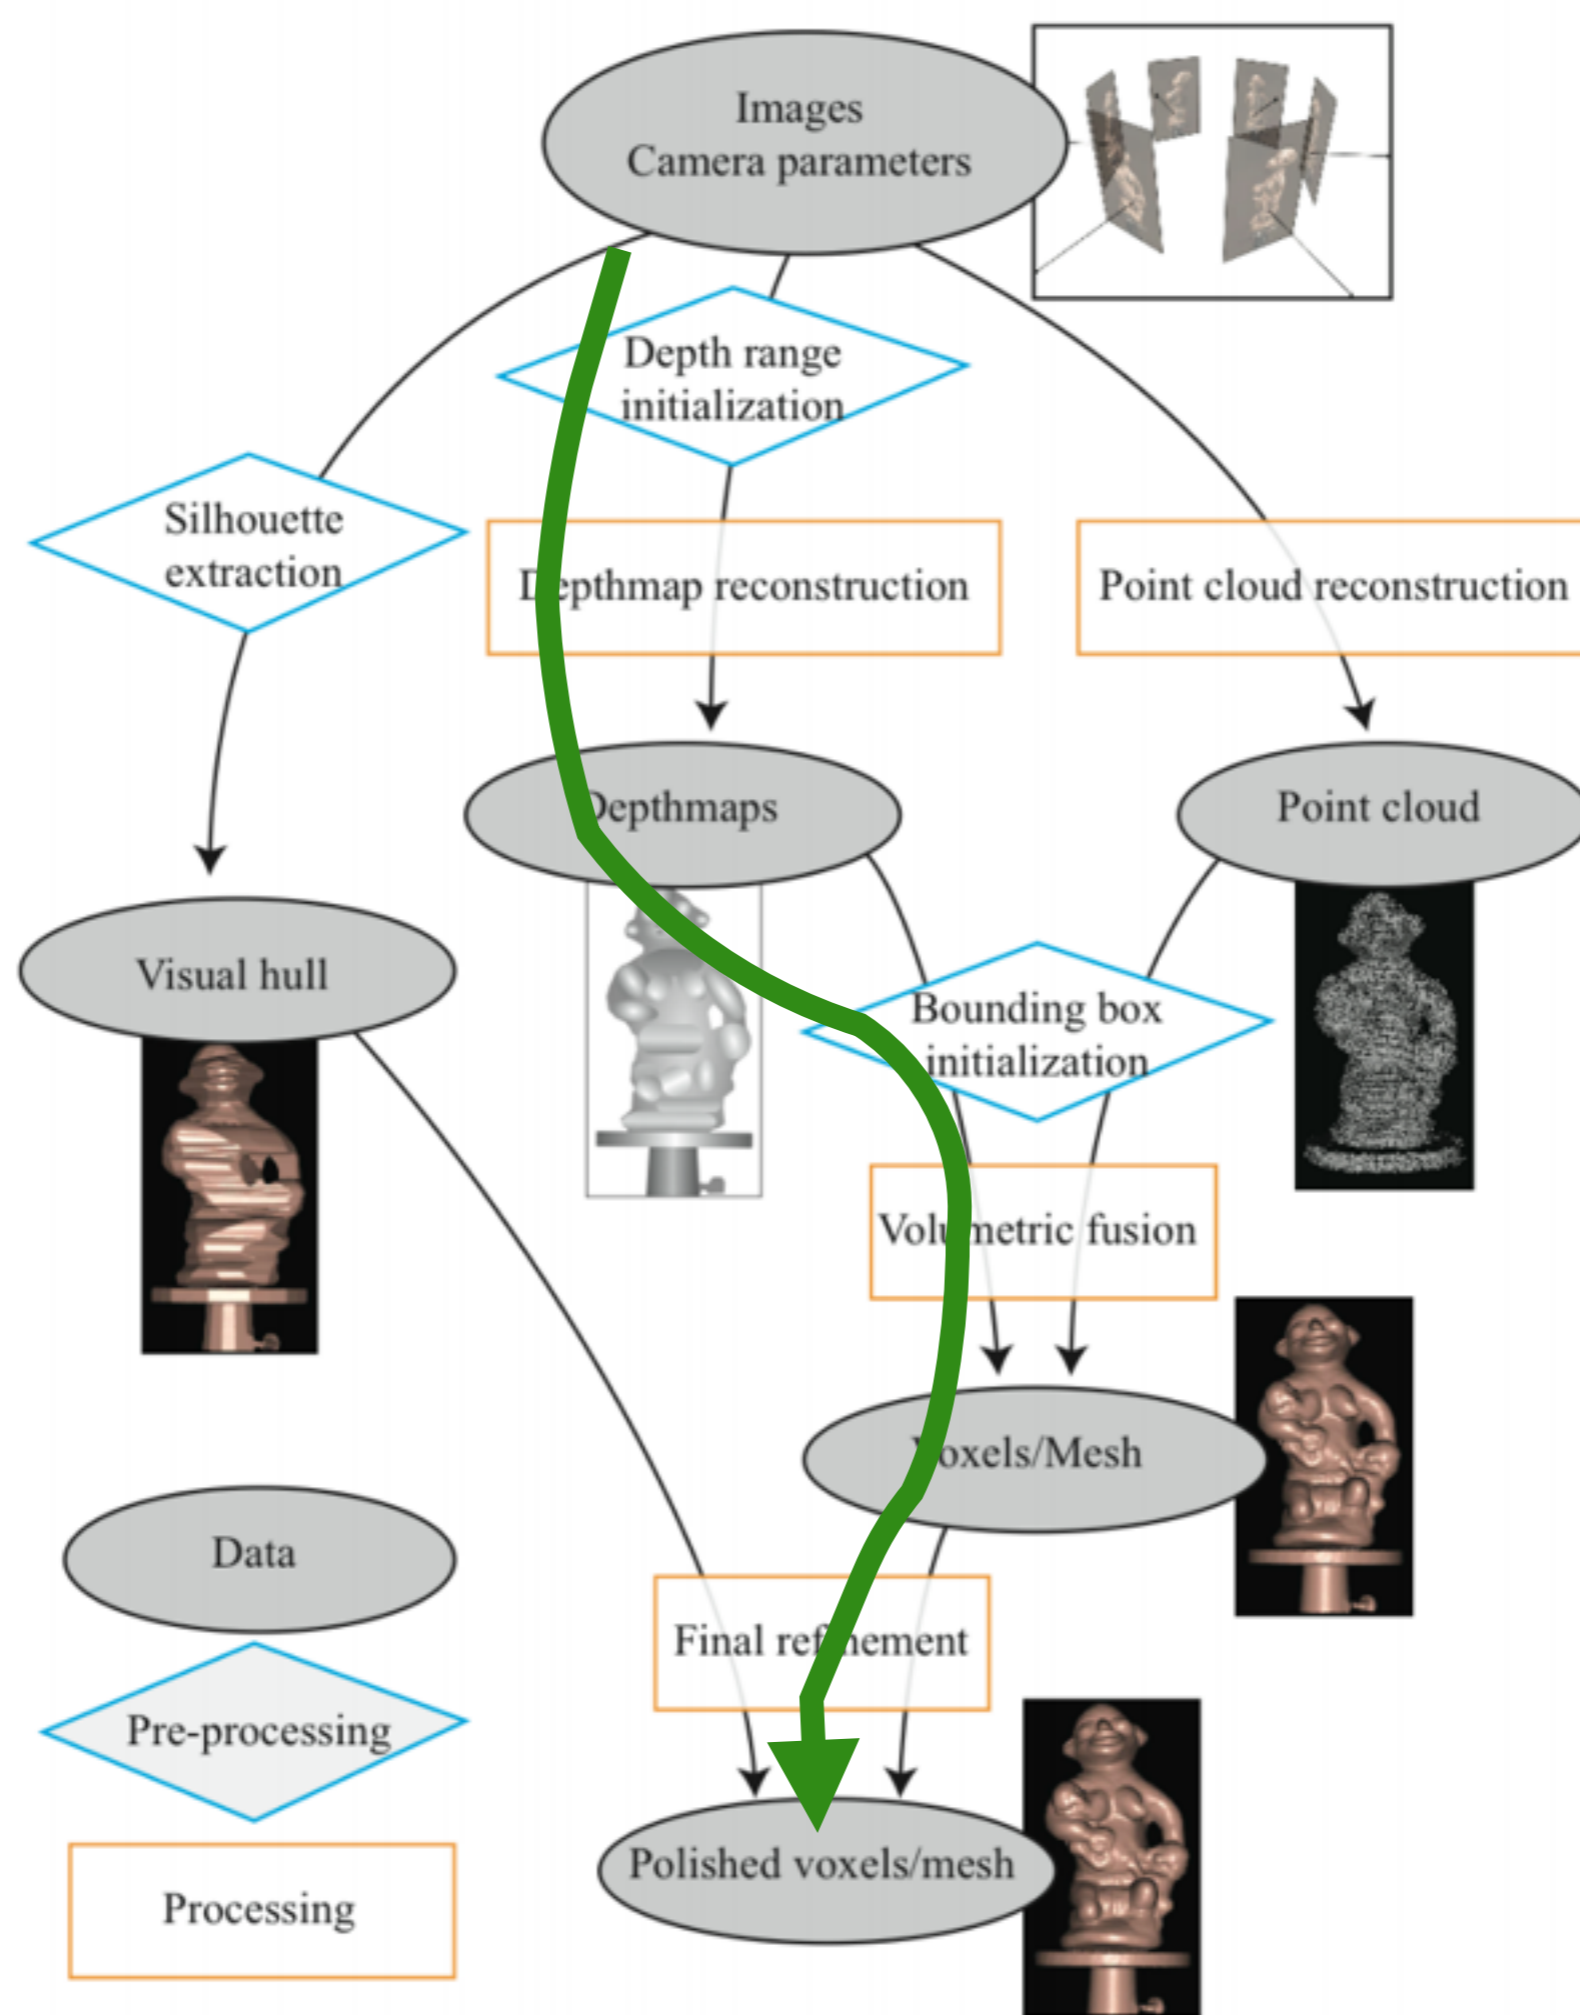 Images
Camera parameters
Depth range
initialization
Silhouette
extraction
Depthmap reconstruction
Point cloud reconstruction
Depthmaps
Point cloud
Visual hull
Bounding box
initialization
Volumetric fusion
Voxels/Mesh
Data
Final refinement
Pre-processing
Polished voxels/mesh
Processing